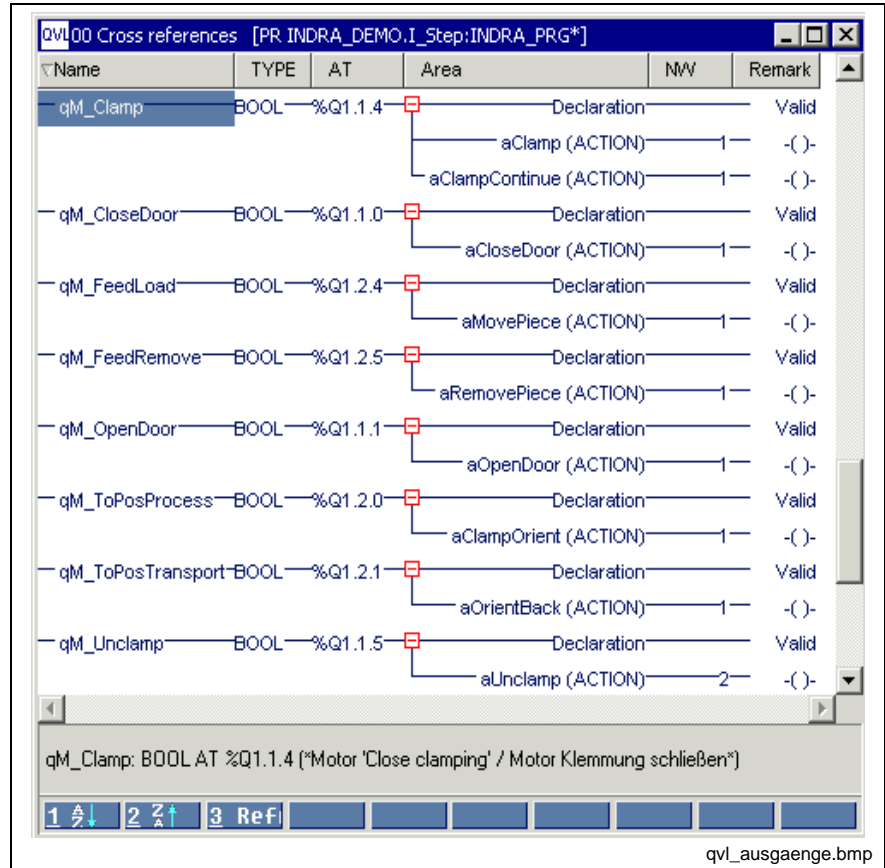 QVL 00 Cross references [PR INDRA_DEMO.I_Step:INDRA_PRG*]
Name TYPE AT Area NW Remark
qM_Clamp BOOL %Q1.1.4 Declaration Valid
aClamp (ACTION) 1 -( )-
aClampContinue (ACTION) 1 -( )-
qM_CloseDoor BOOL %Q1.1.0 Declaration Valid
aCloseDoor (ACTION) 1 -( )-
qM_FeedLoad BOOL %Q1.2.4 Declaration Valid
aMovePiece (ACTION) 1 -( )-
qM_FeedRemove BOOL %Q1.2.5 Declaration Valid
aRemovePiece (ACTION) 1 -( )-
qM_OpenDoor BOOL %Q1.1.1 Declaration Valid
aOpenDoor (ACTION) 1 -( )-
qM_ToPosProcess BOOL %Q1.2.0 Declaration Valid
aClampOrient (ACTION) 1 -( )-
qM_ToPosTransport BOOL %Q1.2.1 Declaration Valid
aOrientBack (ACTION) 1 -( )-
qM_Unclamp BOOL %Q1.1.5 Declaration Valid
aUnclamp (ACTION) 2 -( )-
qM_Clamp: BOOL AT %Q1.1.4 (*Motor 'Close clamping' / Motor Klemmung schließen*)
1 A Z 2 Z A 3 Ref
qvl_ausgaenge.bmp